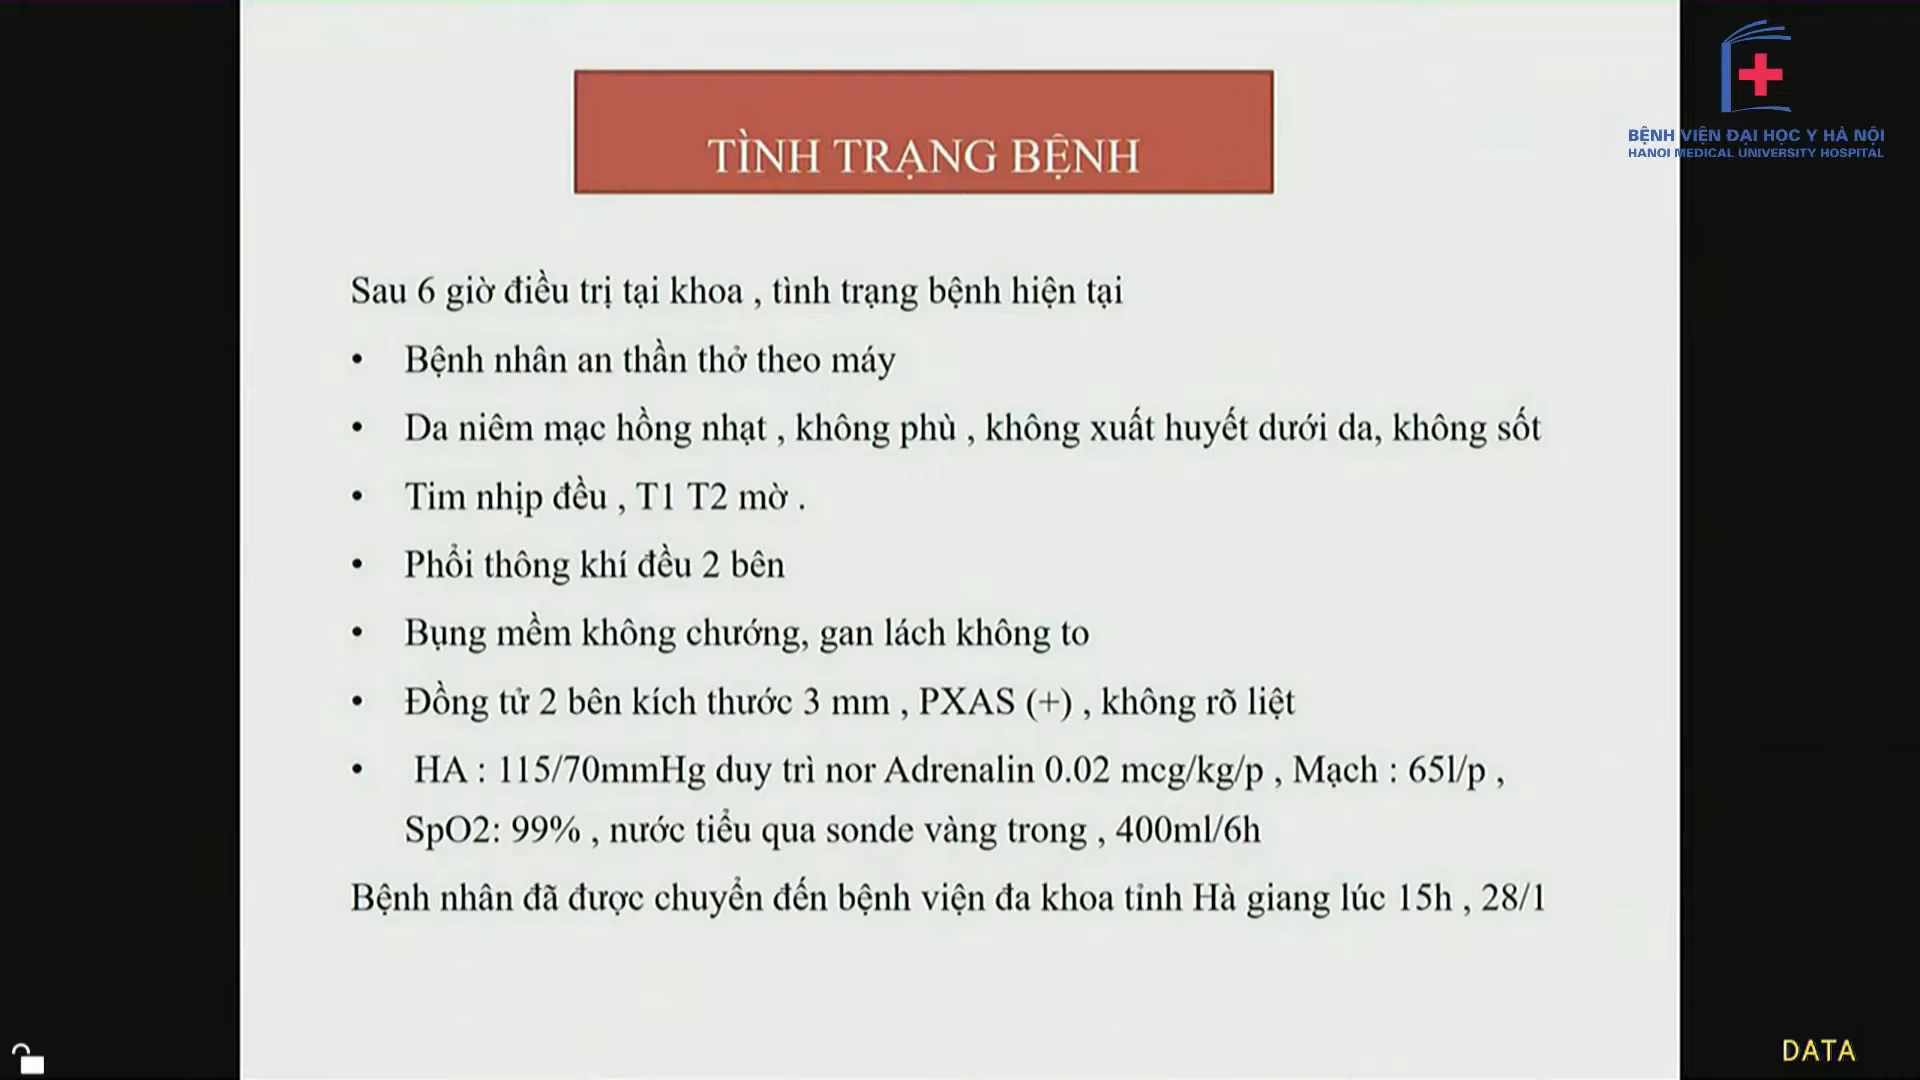 BỆNH VIỆN ĐẠI HỌC Y HÀ NỘI
HANOI MEDICAL UNIVERSITY HOSPITAL
TÌNH TRẠNG BỆNH
Sau 6 giờ điều trị tại khoa , tình trạng bệnh hiện tại
• Bệnh nhân an thần thở theo máy
• Da niêm mạc hồng nhạt , không phù , không xuất huyết dưới da, không sốt
• Tim nhịp đều , T1 T2 mờ .
• Phổi thông khí đều 2 bên
• Bụng mềm không chướng, gan lách không to
• Đồng tử 2 bên kích thước 3 mm , PXAS (+) , không rõ liệt
• HA : 115/70mmHg duy trì nor Adrenalin 0.02 mcg/kg/p , Mạch : 65l/p ,
SpO2: 99% , nước tiểu qua sonde vàng trong , 400ml/6h
Bệnh nhân đã được chuyển đến bệnh viện đa khoa tỉnh Hà giang lúc 15h , 28/1
DATA